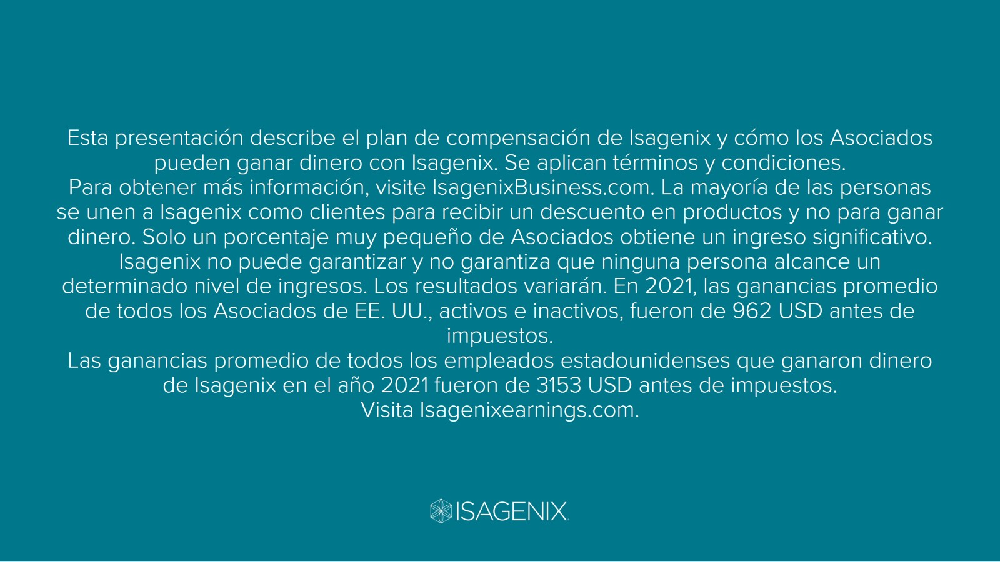 Esta presentación describe el plan de compensación de Isagenix y cómo los Asociados
pueden ganar dinero con Isagenix. Se aplican términos y condiciones.
Para obtener más información, visite IsagenixBusiness.com. La mayoría de las personas
se unen a Isagenix como clientes para recibir un descuento en productos y no para ganar
dinero. Solo un porcentaje muy pequeño de Asociados obtiene un ingreso significativo.
Isagenix no puede garantizar y no garantiza que ninguna persona alcance un
determinado nivel de ingresos. Los resultados variarán. En 2021, las ganancias promedio
de todos los Asociados de EE. UU., activos e inactivos, fueron de 962 USD antes de
impuestos.
Las ganancias promedio de todos los empleados estadounidenses que ganaron dinero
de Isagenix en el año 2021 fueron de 3153 USD antes de impuestos.
Visita Isagenixearnings.com.
ISAGENIX